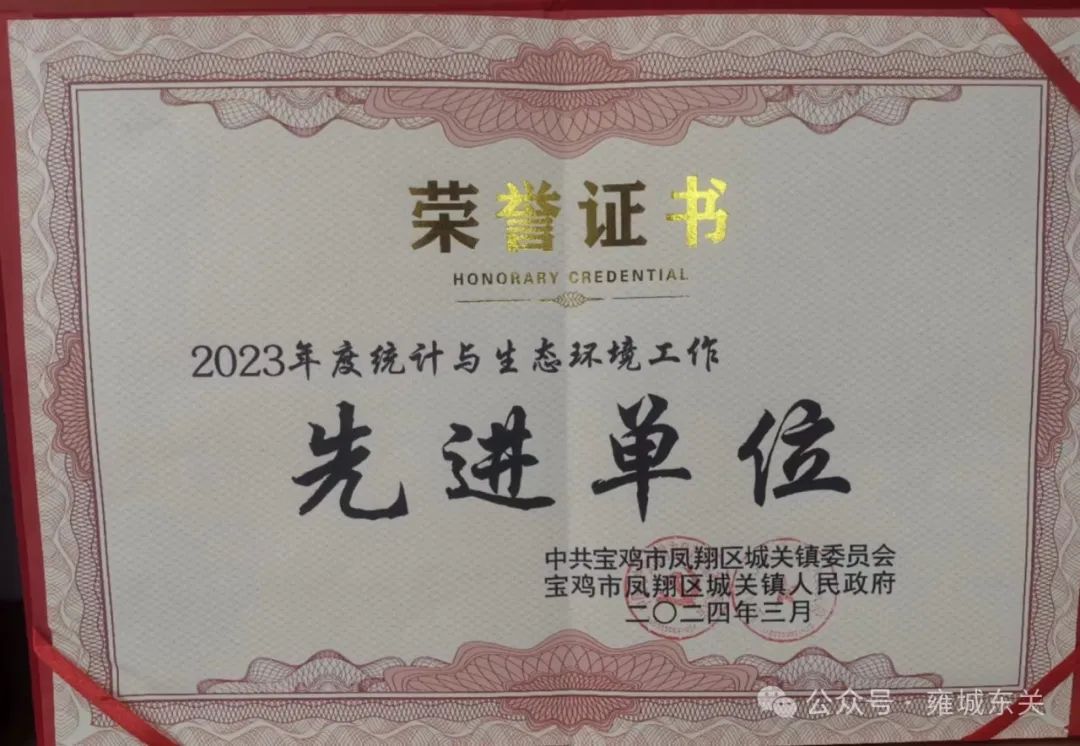 荣誉证书
HONORARY CREDENTIAL
2023年度统计与生态环境工作
先进单位
中共宝鸡市凤翔区城关镇委员会
宝鸡市凤翔区城关镇人民政府
二〇二四年三月
公众号·雍城东关